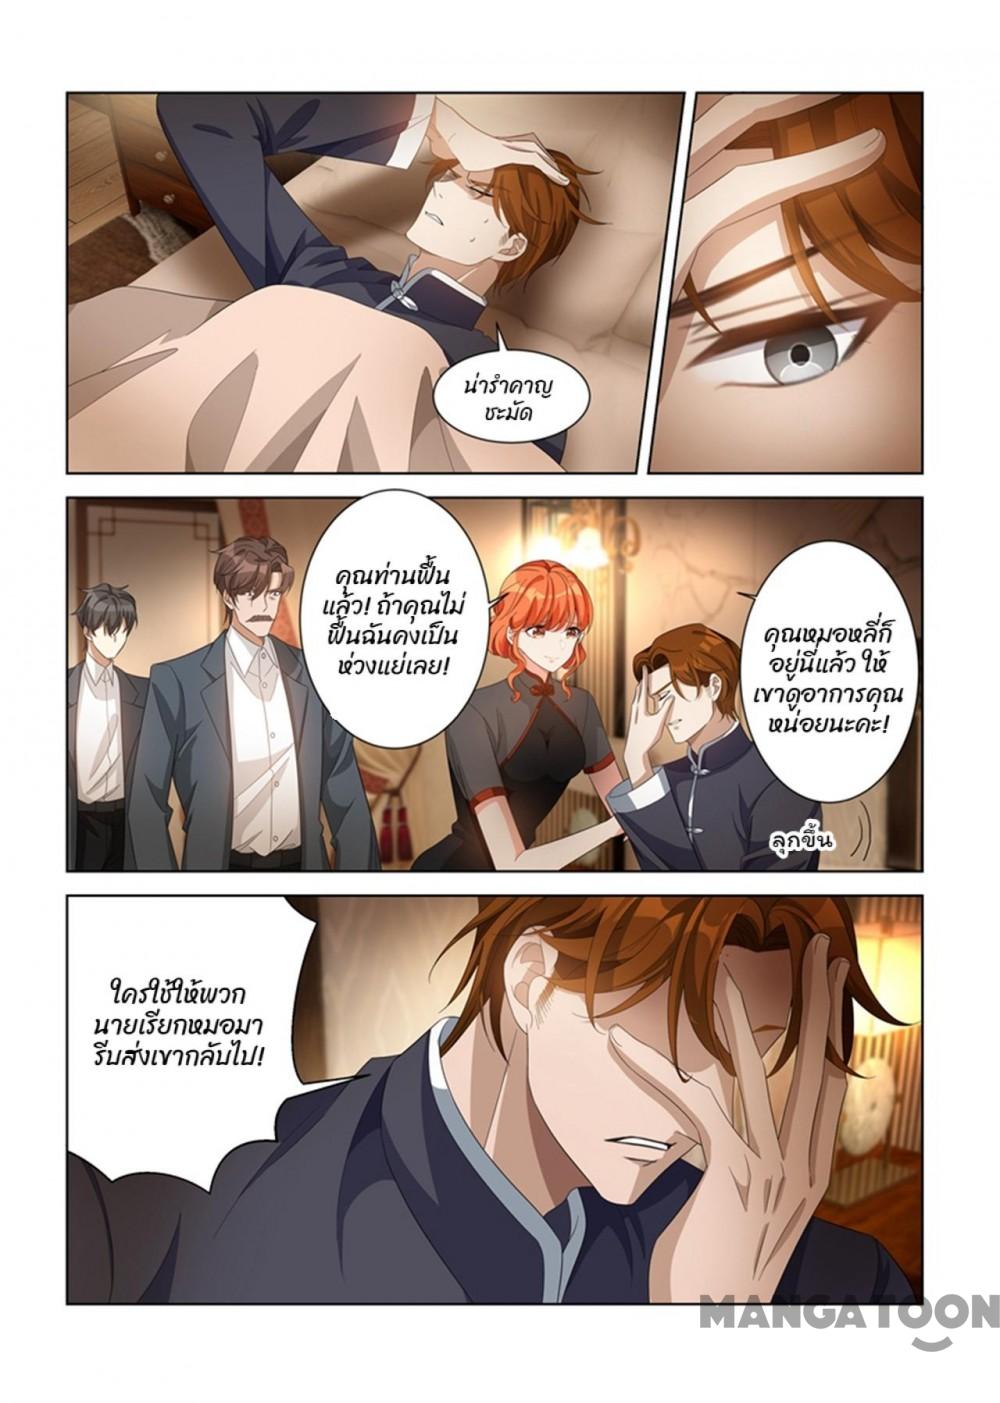 น่ารำคาญ
ชะมัด
คุณท่านฟื้น
แล้ว! ถ้าคุณไม่
ฟื้นฉันคงเป็น
ห่วงแย่เลย!
คุณหมอหลี่ก็
อยู่นี่แล้ว ให้
เขาดูอาการคุณ
หน่อยนะคะ!
ลุกขึ้น
ใครใช้ให้พวก
นายเรียกหมอมา
รีบส่งเขากลับไป!
MANGATOON